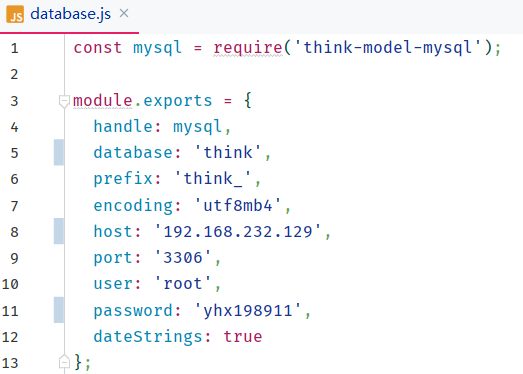 JS database.js ×
1 const mysql = require('think-model-mysql');
2
3 module.exports = {
4   handle: mysql,
5   database: 'think',
6   prefix: 'think_',
7   encoding: 'utf8mb4',
8   host: '192.168.232.129',
9   port: '3306',
10   user: 'root',
11   password: 'yhx198911',
12   dateStrings: true
13 };